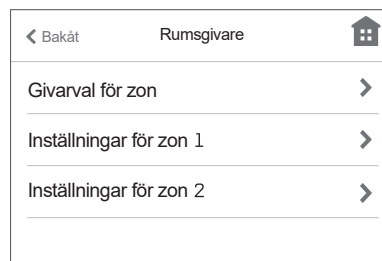 Bakåt
Rumsgivare
Givarval för zon
Inställningar för zon 1
Inställningar för zon 2